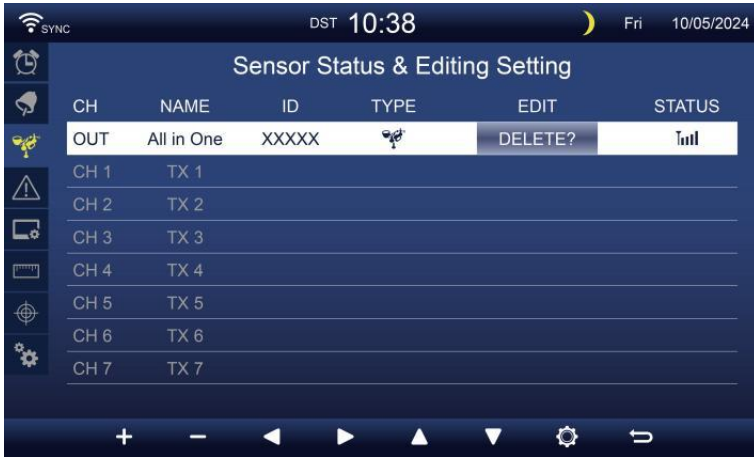 SYNC DST 10:38 Fri 10/05/2024
Sensor Status & Editing Setting
CH NAME ID TYPE EDIT STATUS
OUT All in One XXXXX DELETE?
CH 1 TX 1
CH 2 TX 2
CH 3 TX 3
CH 4 TX 4
CH 5 TX 5
CH 6 TX 6
CH 7 TX 7